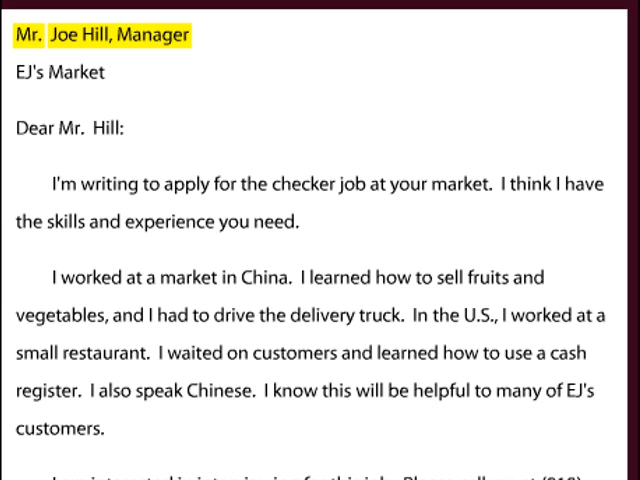 Mr. Joe Hill, Manager
EJ's Market
Dear Mr. Hill:
I'm writing to apply for the checker job at your market. I think I have
the skills and experience you need.
I worked at a market in China. I learned how to sell fruits and
vegetables, and I had to drive the delivery truck. In the U.S., I worked at a
small restaurant. I waited on customers and learned how to use a cash
register. I also speak Chinese. I know this will be helpful to many of EJ's
customers.